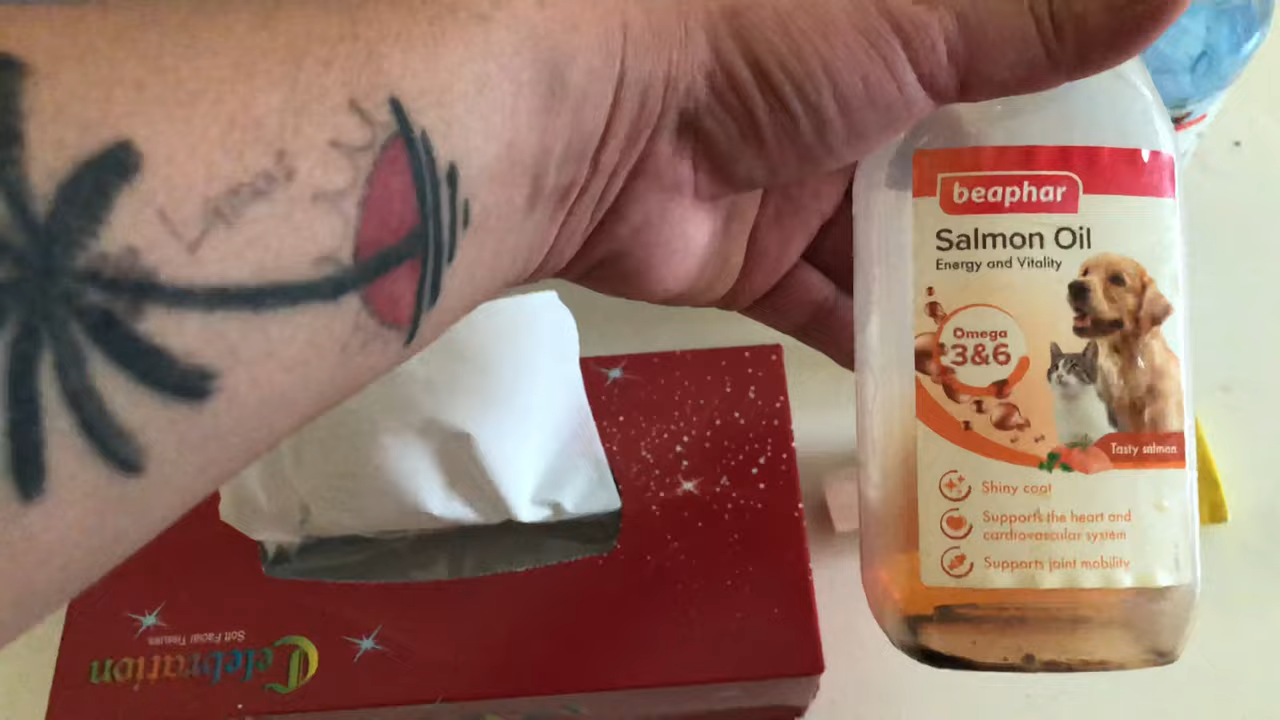 beaphar
Salmon Oil
Energy and Vitality
Omega
3&6
Tasty salmon
Shiny coat
Supports the heart and
cardiovascular system
Supports joint mobility
Celebration
Soft Facial Tissues